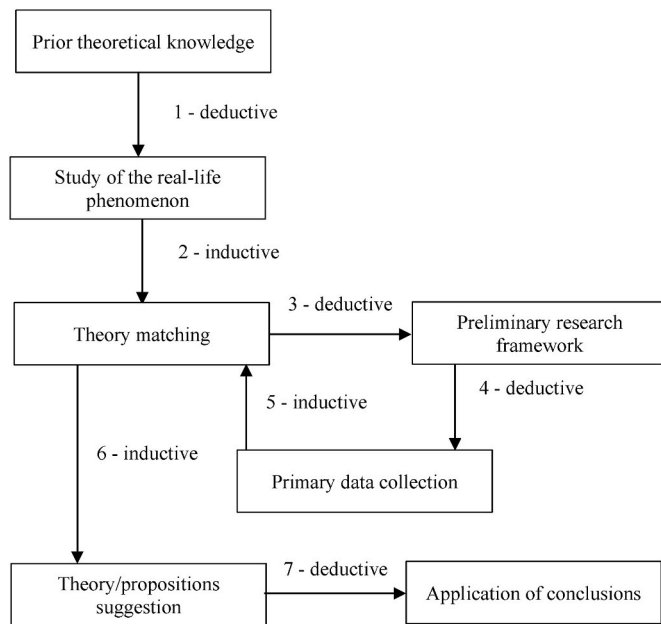 Prior theoretical knowledge
1 - deductive
Study of the real-life
phenomenon
2 - inductive
Theory matching
3 - deductive
Preliminary research
framework
4 - deductive
5 - inductive
Primary data collection
6 - inductive
Theory/propositions
suggestion
7 - deductive
Application of conclusions